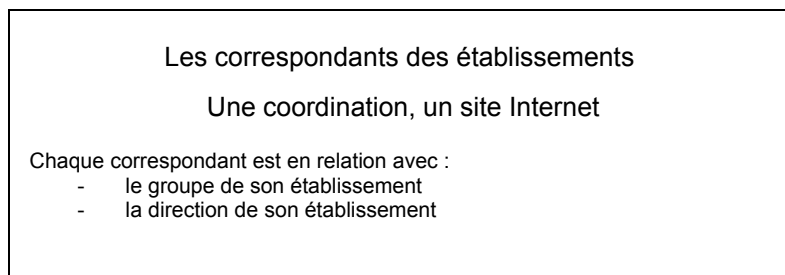 Les correspondants des établissements
Une coordination, un site Internet
Chaque correspondant est en relation avec :
- le groupe de son établissement
- la direction de son établissement